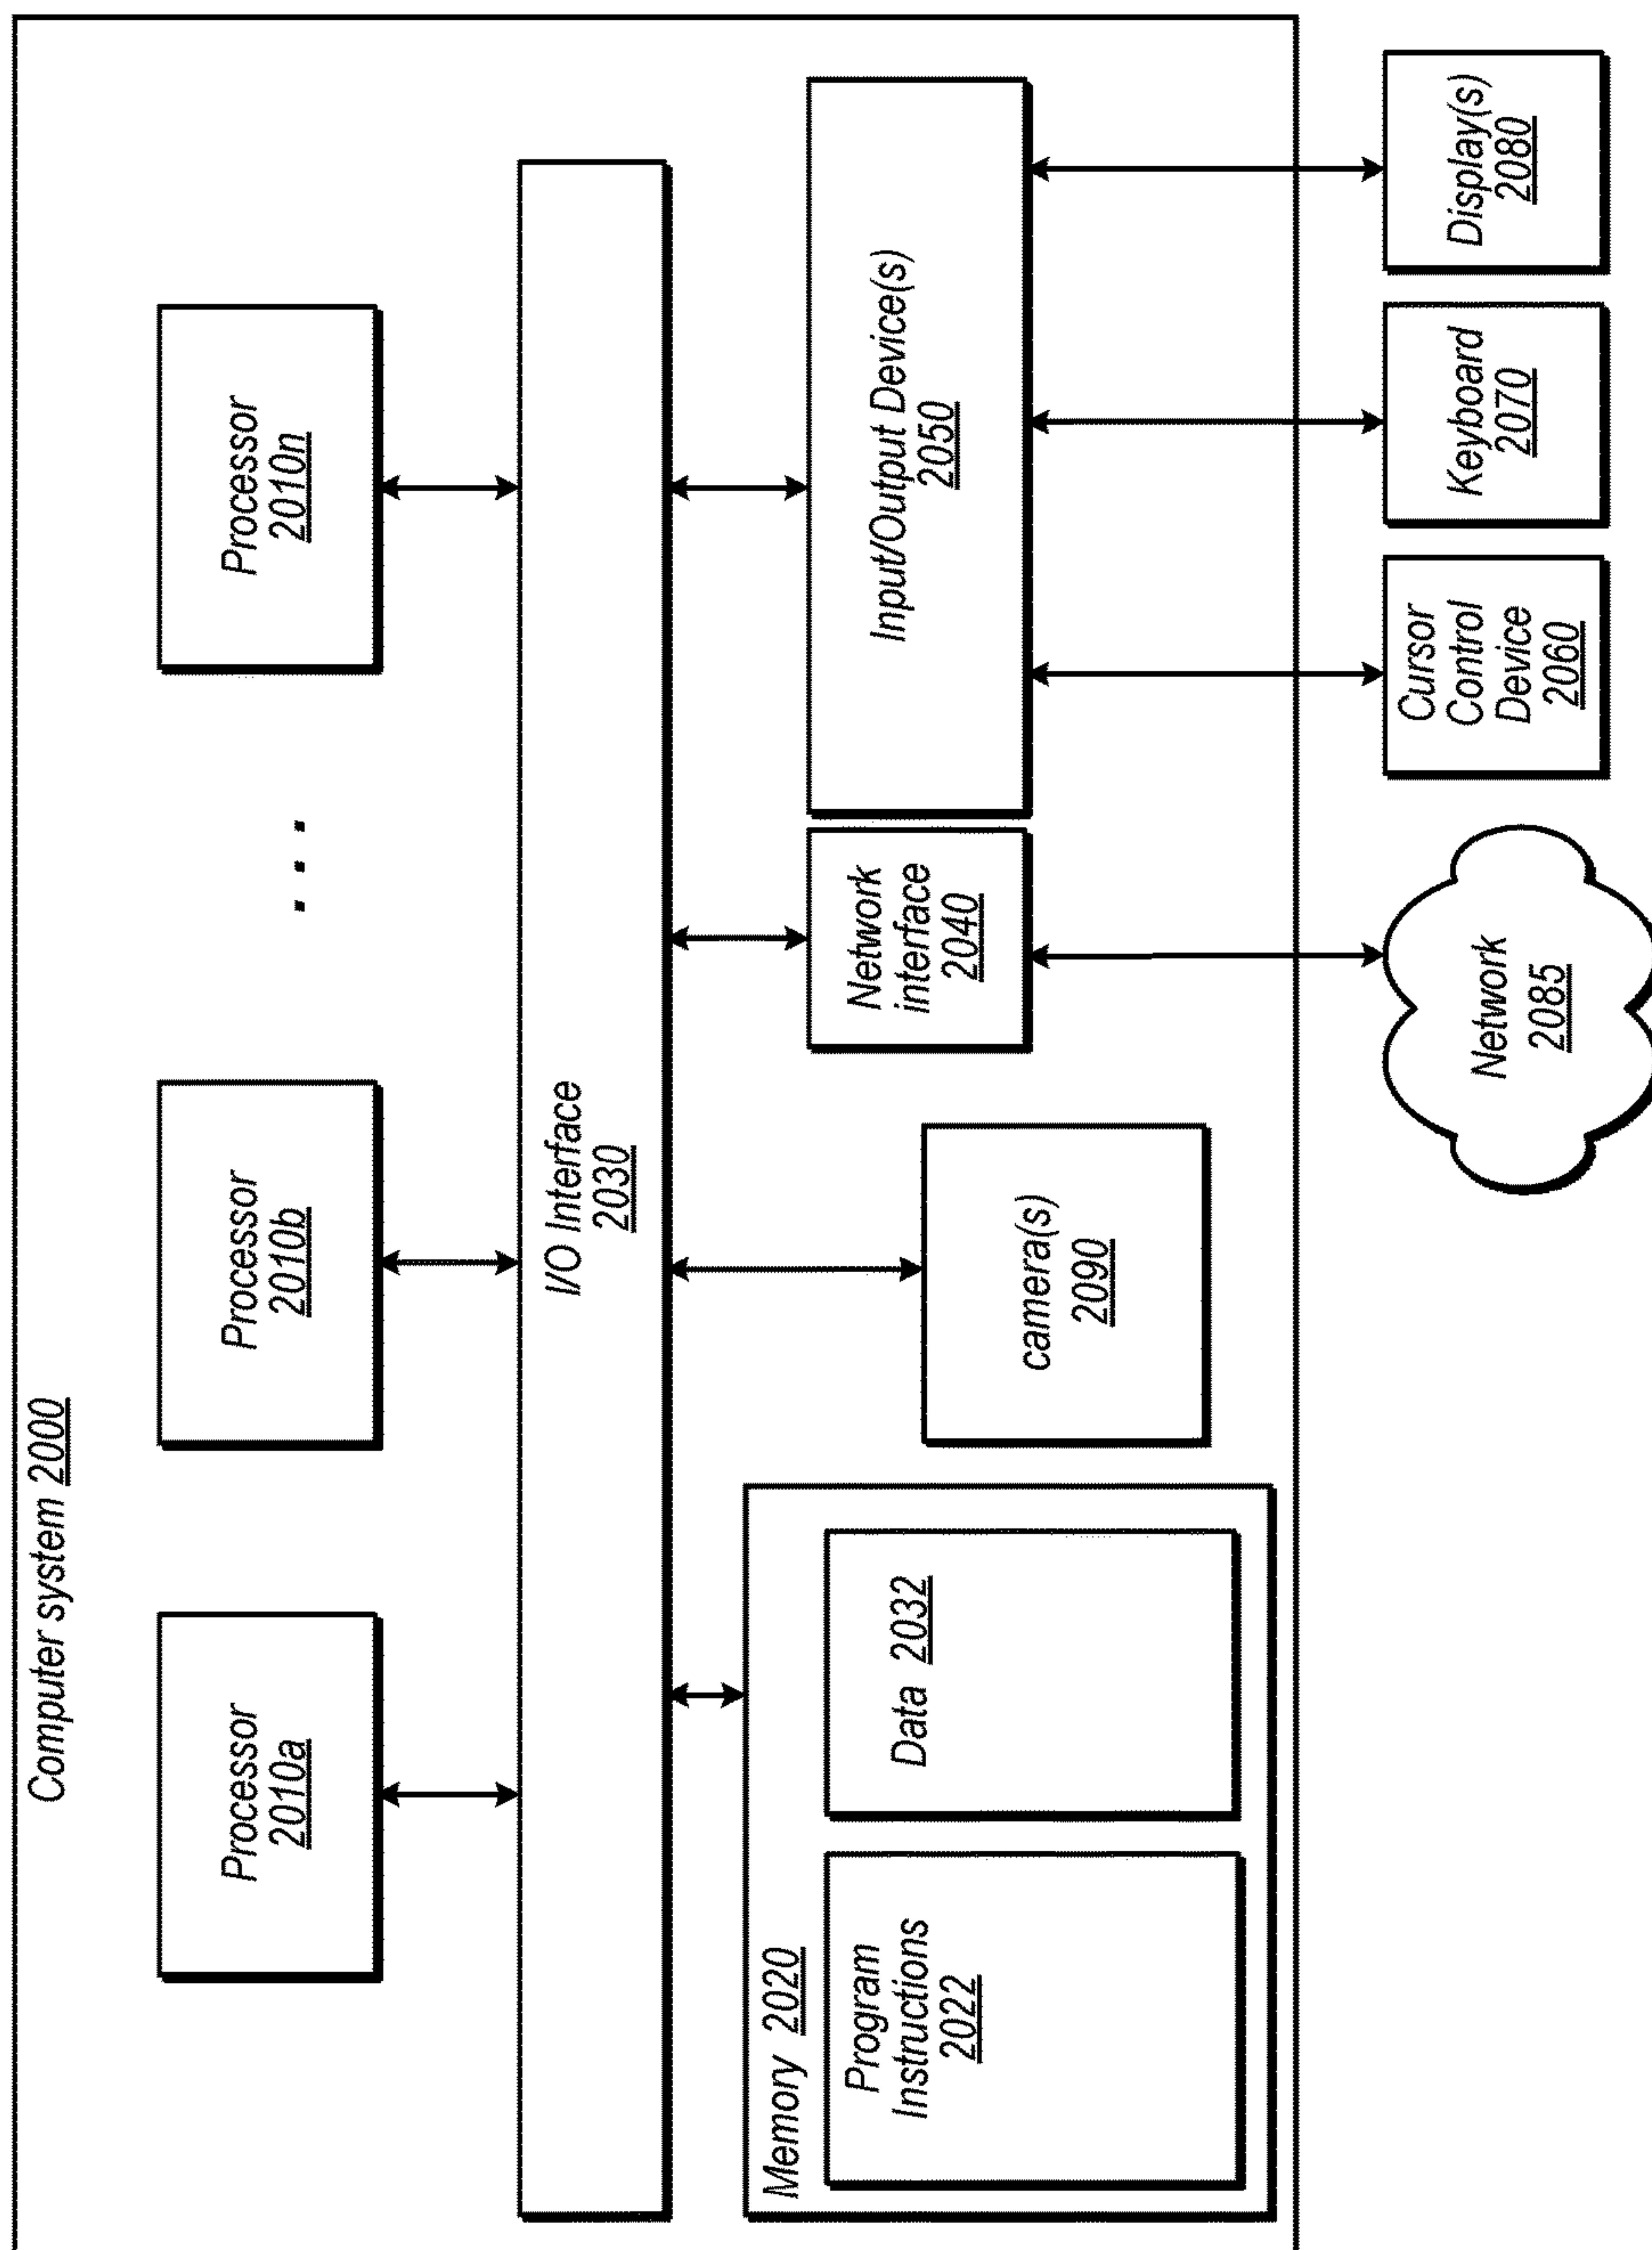 Computer system 2000
Processor
2010a
Processor
2010b
. . .
Processor
2010n
I/O Interface
2030
Memory 2020
Program
Instructions
2022
Data 2032
camera(s)
2090
Network
interface
2040
Input/Output Device(s)
2050
Network
2085
Cursor
Control
Device
2060
Keyboard
2070
Display(s)
2080